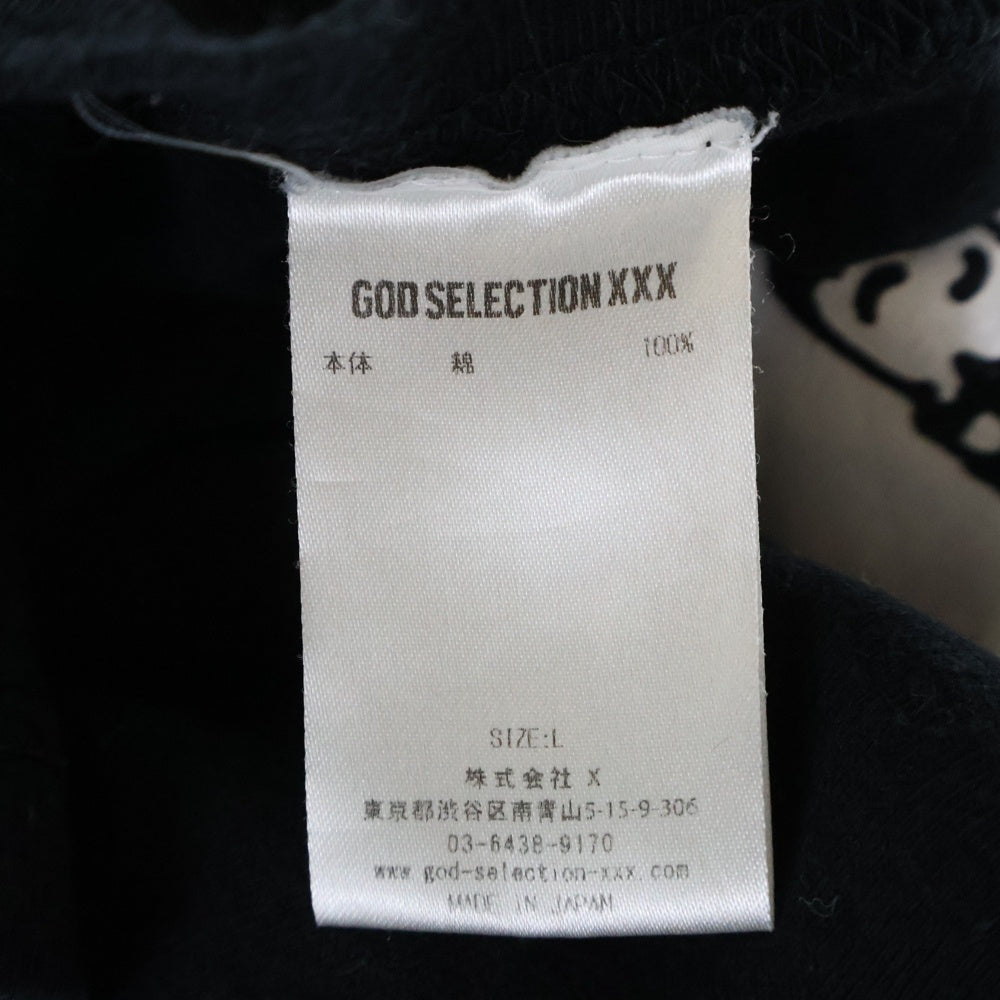 GOD SELECTION XXX
本体 綿 100%
SIZE:L
株式会社 X
東京都渋谷区南青山5-15-9-306
03-6438-9170
www.god-selection-xxx.com
MADE IN JAPAN